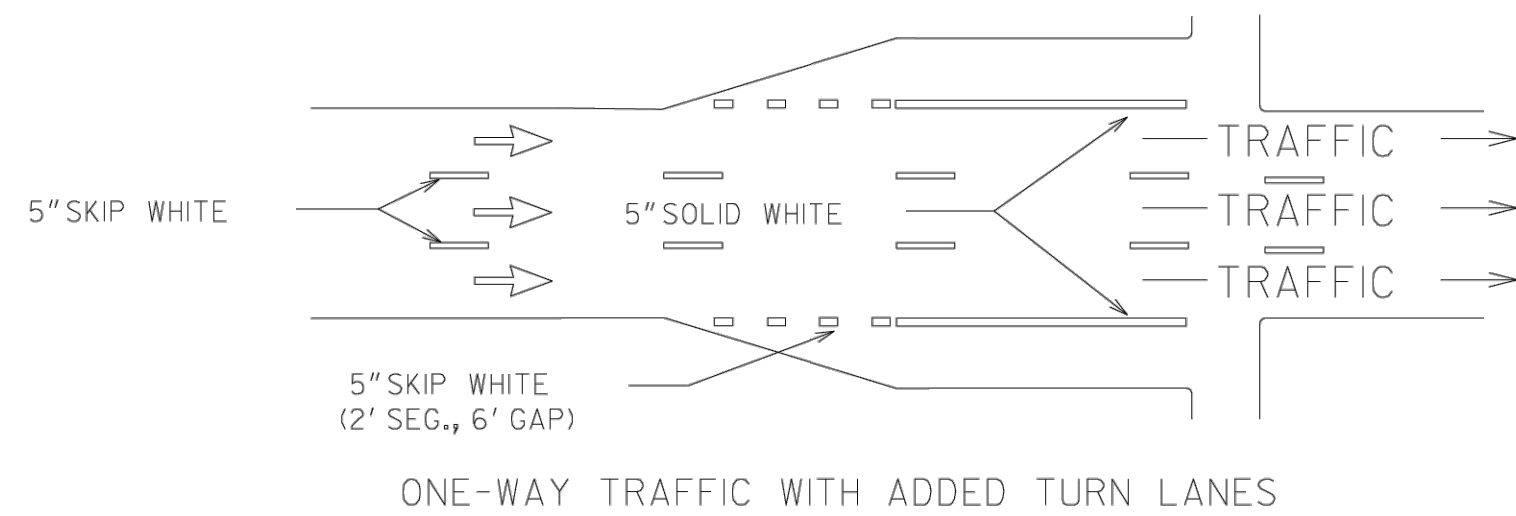 TRAFFIC
5" SKIP WHITE
5" SOLID WHITE
TRAFFIC
TRAFFIC
5" SKIP WHITE
(2' SEG., 6' GAP)
ONE-WAY TRAFFIC WITH ADDED TURN LANES